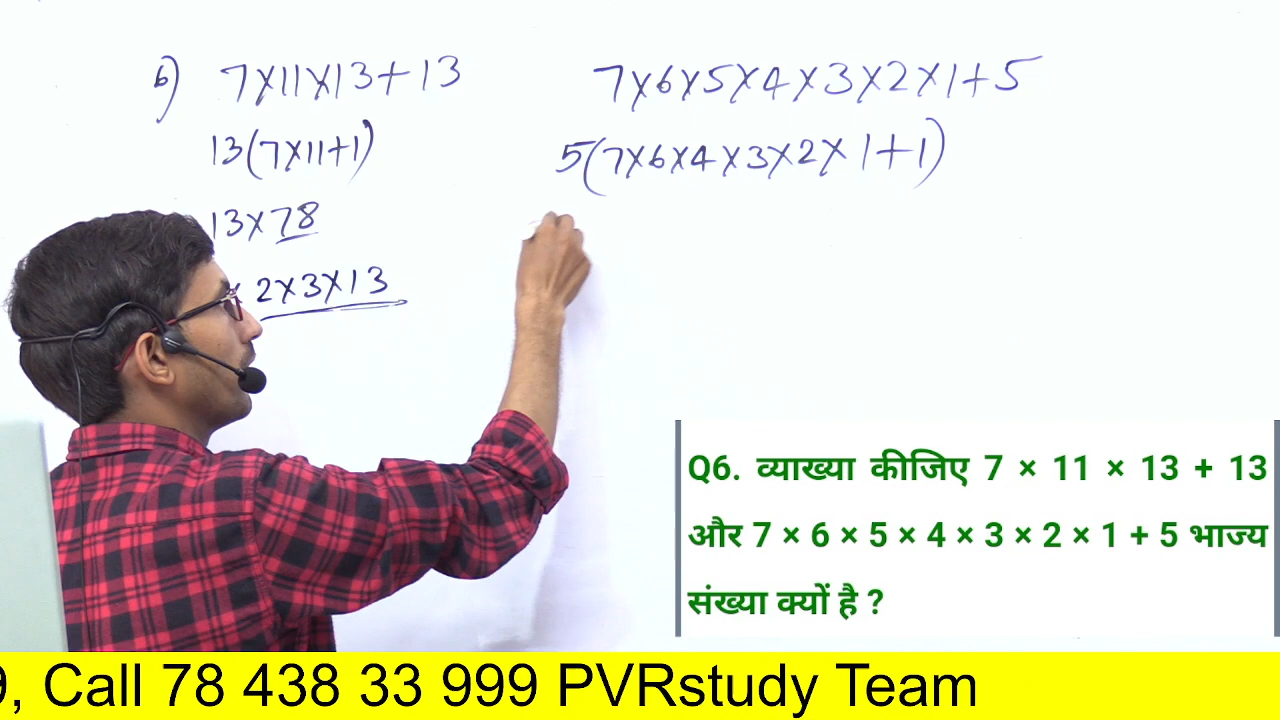 6) 7×11×13+13
13(7×11+1)
13×78
× 2×3×13
7×6×5×4×3×2×1+5
5(7×6×4×3×2×1+1)
Q6. व्याख्या कीजिए 7 × 11 × 13 + 13
और 7 × 6 × 5 × 4 × 3 × 2 × 1 + 5 भाज्य
संख्या क्यों है ?
9, Call 78 438 33 999 PVRstudy Team